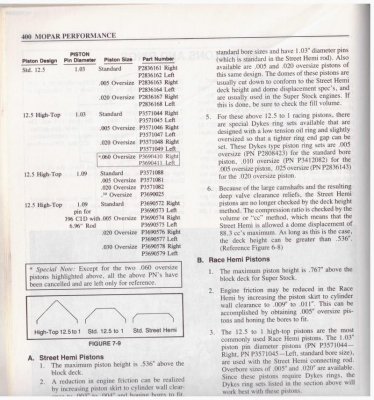 400 MOPAR PERFORMANCE
Piston Design PISTON Pin Diameter Piston Size Part Number
Std. 12.5 1.03 Standard P2836161 Right
P2836162 Left
.005 Oversize P2836163 Right
P2836164 Left
.020 Oversize P2836167 Right
P2836168 Left
12.5 High-Top 1.03 Standard P3571044 Right
P3571045 Left
.005 Oversize P3571046 Right
P3571047 Left
.020 Oversize P3571048 Right
P3571049 Left
*.060 Oversize P3690410 Right
P3690411 Left
12.5 High-Top 1.09 Standard P3571088
.005 Oversize P3571081
.020 Oversize P3571082
Oversize P3690825
12.5 High-Top 1.09 Standard P3690572 Right
pin for P3690573 Left
396 CID with .005 Oversize P3690574 Right
6.96" Rod P3690575 Left
.020 Oversize P3690576 Right
P3690577 Left
.030 Oversize P3690578 Right
P3690579 Left
* Special Note: Except for the two .060 oversize
pistons highlighted, above, all the above PN's have
been cancelled and are left only for reference.
High-Top 12.5 to 1 Std. 12.5 to 1 Std. Street Hemi
FIGURE 7-9
A. Street Hemi Pistons
1. The maximum piston height is .536" above the
block deck.
2. A reduction in engine friction can be realized
by increasing piston skirt to cylinder wall clear-
standard bore sizes and have 1.03" diameter pins
(which is standard in the Street Hemi rod). Also
available are .005 and .020 oversize pistons of
this same design. The domes of these pistons are
usually cut down to conform to the Street Hemi
deck height and dome displacement spec's, and
are usually used in the Super Stock engines. If
this is done, be sure to check the fill volume.
5. For these above 12.5 to 1 racing pistons, there
are special Dykes ring sets available that are
designed with a low tension oil ring and slightly
oversized so that a tighter ring end gap can be
set. These Dykes type piston ring sets are .005
oversize (PN P2808423) for the standard bore
piston, .010 oversize (PN P3412082) for the
.005 oversize piston, .025 oversize (PN P2836143)
for the .020 oversize piston.
6. Because of the large camshafts and the resulting
deep valve clearance reliefs, the Street Hemi
pistons are no longer checked by the deck height
method. The compression ratio is checked by the
volume or "cc" method, which means that the
Street Hemi is allowed a dome displacement of
88.3 cc's maximum. As long as this is the case,
the deck height can be greater than .536".
(Reference Figure 6-8)
B. Race Hemi Pistons
1. The maximum piston height is .767" above the
block deck for Super Stock.
2. Engine friction may be reduced in the Race
Hemi by increasing the piston skirt to cylinder
wall clearance to .009" to .011". This can be
accomplished by obtaining .005" oversize pis-
tons and honing the bores to fit.
3. The 12.5 to 1 high-top pistons are the most
commonly used Race Hemi pistons. The 1.03"
piston pin diameter pistons (PN P3571044—
Right, PN P3571045—Left, standard bore size),
are used with the Street Hemi connecting rod.
Overbore sizes of .005" and .020" are available.
Since these pistons require Dykes rings, the
Dykes ring sets listed in the section above will
work best with these pistons.